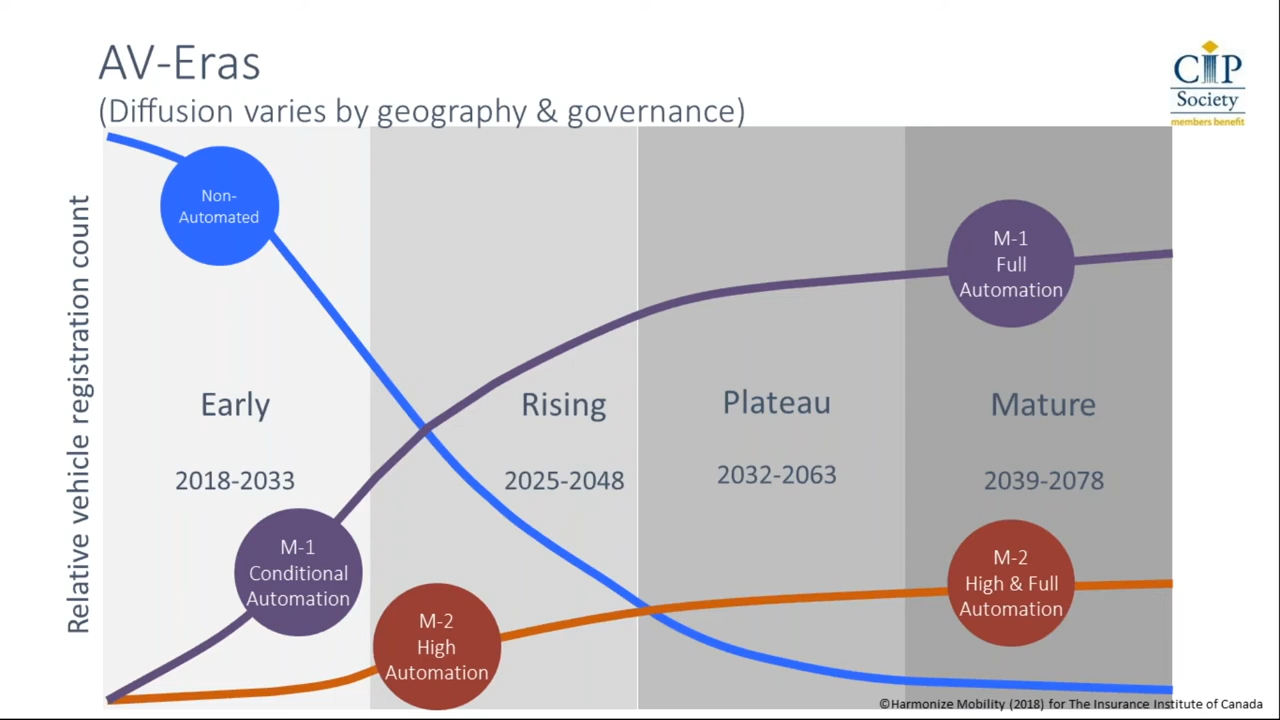 AV-Eras
(Diffusion varies by geography & governance)
CIP
Society
members benefit
Relative vehicle registration count
Non-
Automated
M-1
Full
Automation
Early
2018-2033
Rising
2025-2048
Plateau
2032-2063
Mature
2039-2078
M-1
Conditional
Automation
M-2
High
Automation
M-2
High & Full
Automation
©Harmonize Mobility (2018) for The Insurance Institute of Canada